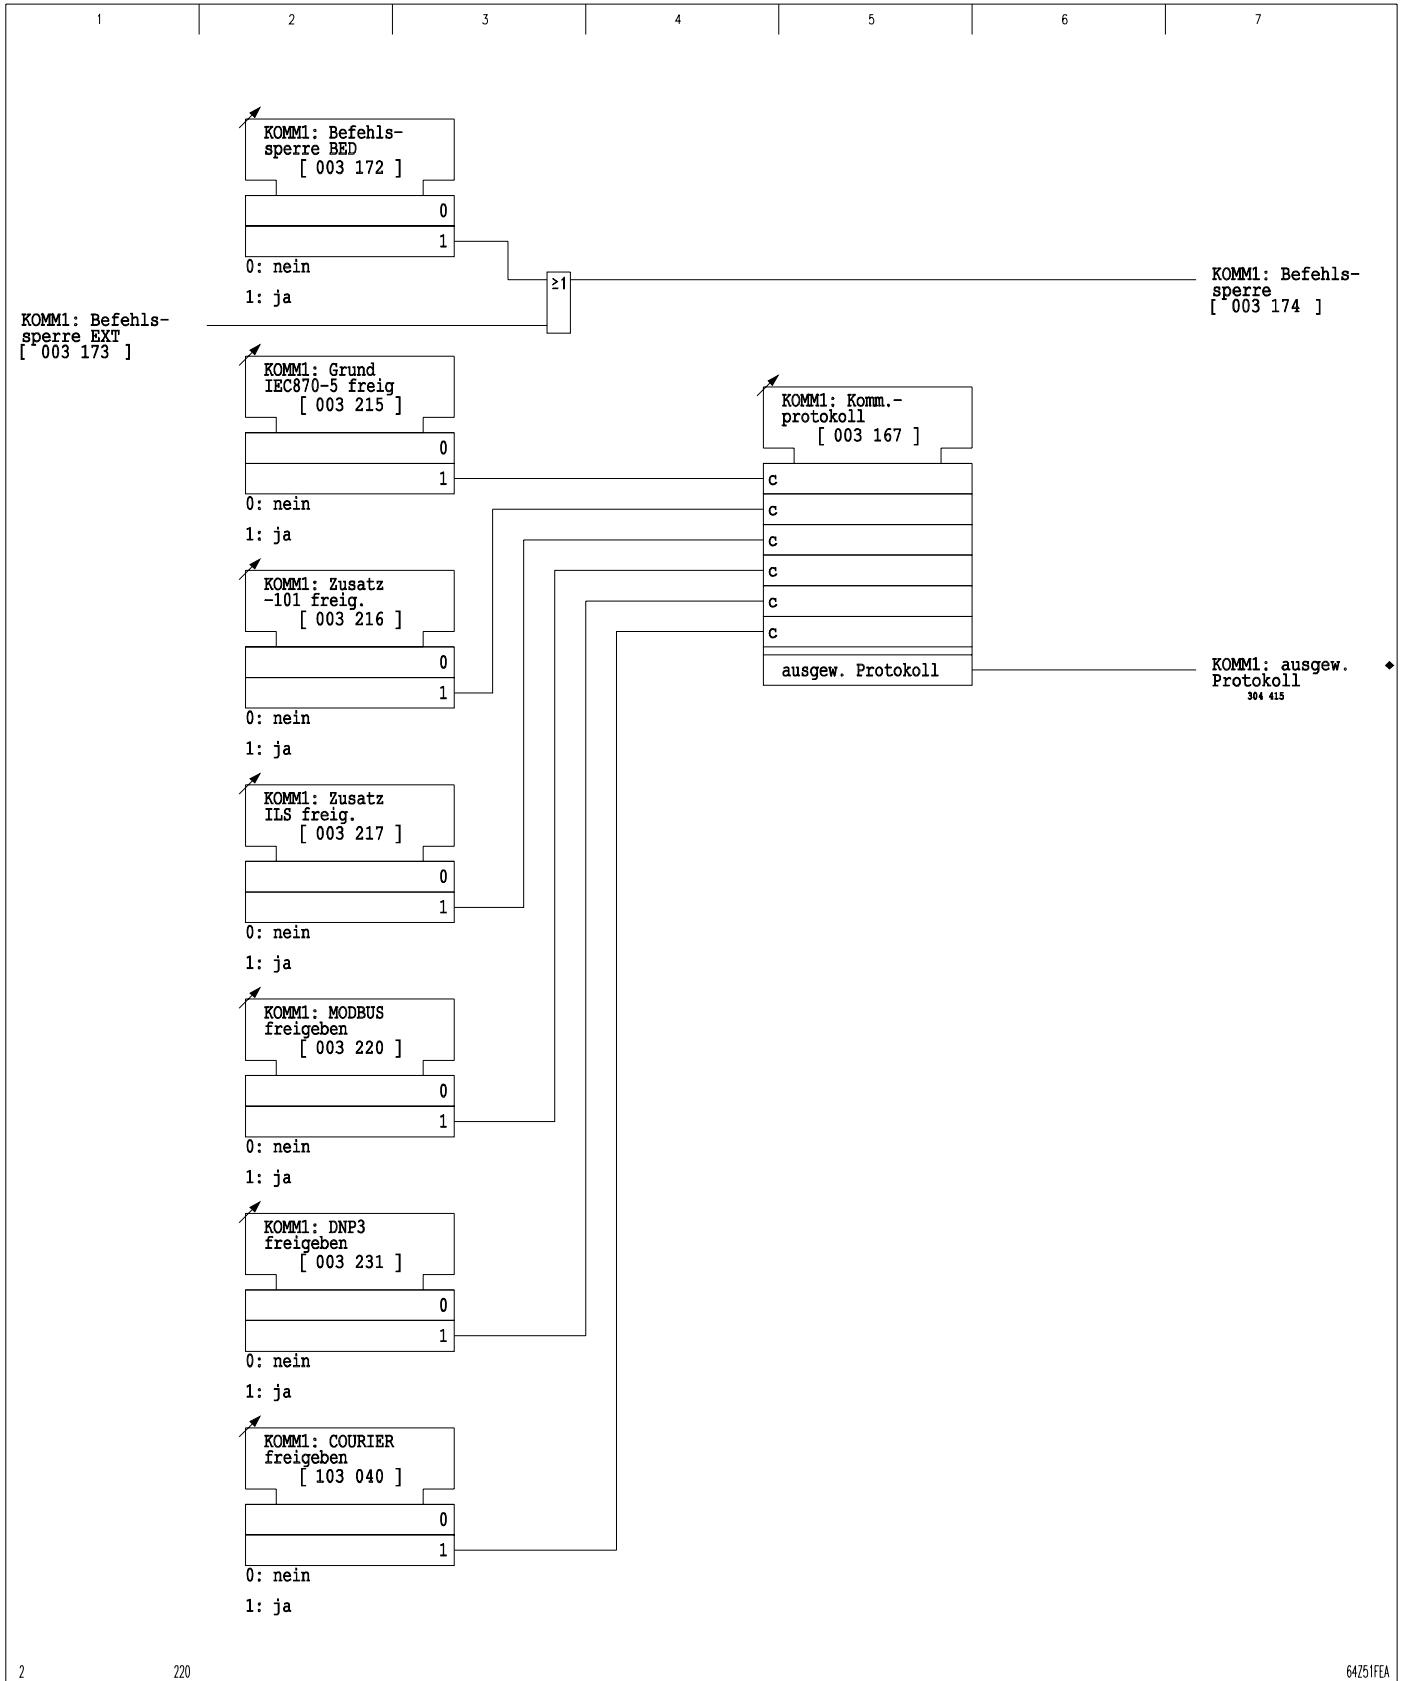 1 2 3 4 5 6 7
KOMM1: Befehls-
sperre BED
[ 003 172 ]
0
1
0: nein
1: ja
≥1
KOMM1: Befehls-
sperre
[ 003 174 ]
KOMM1: Befehls-
sperre EXT
[ 003 173 ]
KOMM1: Grund
IEC870-5 freig
[ 003 215 ]
0
1
0: nein
1: ja
KOMM1: Komm.-
protokoll
[ 003 167 ]
c
c
c
c
c
c
ausgew. Protokoll
KOMM1: ausgew. ◆
Protokoll
304 415
KOMM1: Zusatz
-101 freig.
[ 003 216 ]
0
1
0: nein
1: ja
KOMM1: Zusatz
ILS freig.
[ 003 217 ]
0
1
0: nein
1: ja
KOMM1: MODBUS
freigeben
[ 003 220 ]
0
1
0: nein
1: ja
KOMM1: DNP3
freigeben
[ 003 231 ]
0
1
0: nein
1: ja
KOMM1: COURIER
freigeben
[ 103 040 ]
0
1
0: nein
1: ja
2 220 64Z51FEA